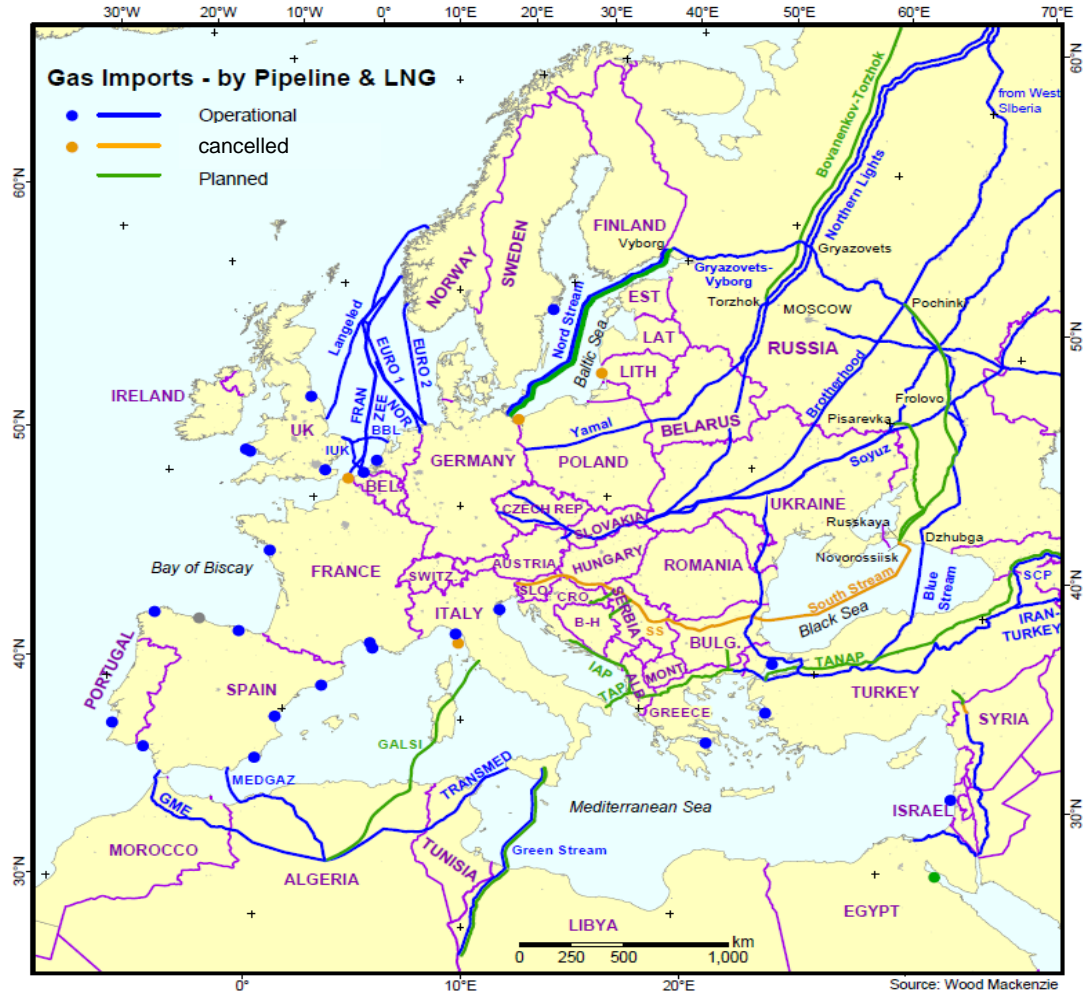 30°W 20°W 10°W 0° 10°E 20°E 30°E 40°E 50°E 60°E 70°E
Gas Imports - by Pipeline & LNG
Operational
cancelled
Planned
60°N
60°N
50°N
50°N
40°N
40°N
30°N
30°N
from West
SIberia
Bovanenkov-Torzhok
Northern Lights
FINLAND
Vyborg
SWEDEN
NORWAY
Gryazovets
Gryazovets-
Vyborg
Torzhok
MOSCOW
Pochinki
EST
LAT
LITH
RUSSIA
Nord Stream
Baltic Sea
Langeled
EURO 1
EURO 2
FRAN
ZEE
NOR
BBL
IUK
IRELAND
UK
BEL.
GERMANY
Yamal
POLAND
BELARUS
Brotherhood
Frolovo
Pisarevka
Soyuz
CZECH REP
SLOVAKIA
UKRAINE
Russkaya
Dzhubga
Novorossiisk
Bay of Biscay
FRANCE
SWITZ.
AUSTRIA
HUNGARY
ROMANIA
SLO.
CRO.
SERBIA
B-H
SS
South Stream
Black Sea
Blue
Stream
SCP
IRAN-
TURKEY
ITALY
BULG.
MONT.
IAP
TAP
ALB.
TANAP
TURKEY
GREECE
PORTUGAL
SPAIN
GALSI
SYRIA
MEDGAZ
GME
TRANSMED
Mediterranean Sea
ISRAEL
MOROCCO
ALGERIA
TUNISIA
Green Stream
LIBYA
EGYPT
km
0 250 500 1,000
0° 10°E 20°E 30°E 40°E
Source: Wood Mackenzie